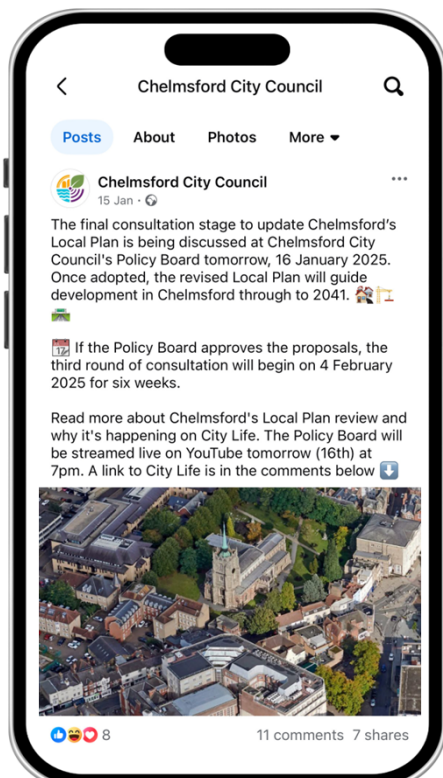 Chelmsford City Council
Posts About Photos More
Chelmsford City Council
15 Jan ·
The final consultation stage to update Chelmsford's
Local Plan is being discussed at Chelmsford City
Council's Policy Board tomorrow, 16 January 2025.
Once adopted, the revised Local Plan will guide
development in Chelmsford through to 2041.
If the Policy Board approves the proposals, the
third round of consultation will begin on 4 February
2025 for six weeks.
Read more about Chelmsford's Local Plan review and
why it's happening on City Life. The Policy Board will
be streamed live on YouTube tomorrow (16th) at
7pm. A link to City Life is in the comments below
8 11 comments 7 shares